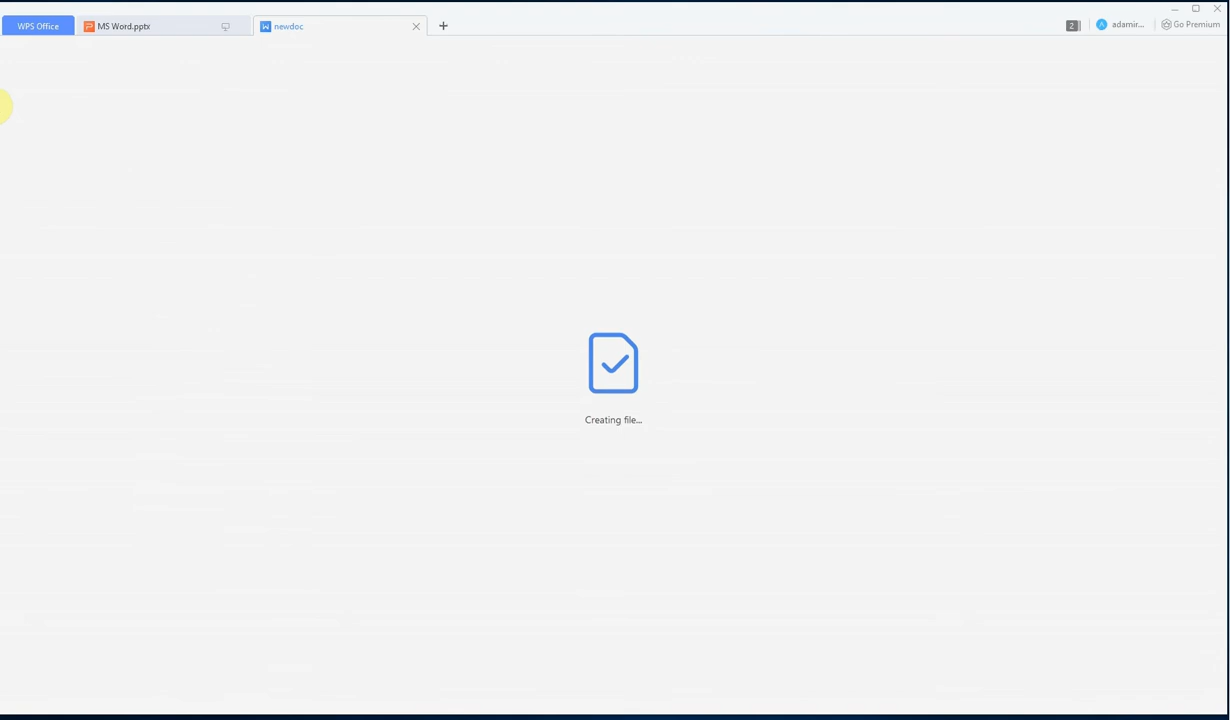 WPS Office
MS Word.pptx
newdoc
2
adamir...
Go Premium
Creating file...